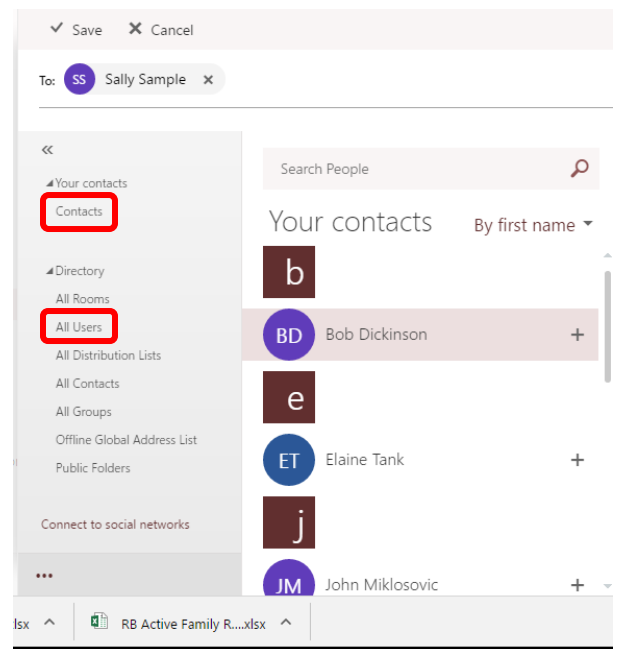 Save Cancel
To: SS Sally Sample
Your contacts
Contacts
Directory
All Rooms
All Users
All Distribution Lists
All Contacts
All Groups
Offline Global Address List
Public Folders
Connect to social networks
Search People
Your contacts By first name
b
BD Bob Dickinson
e
ET Elaine Tank
j
JM John Miklosovic
lsx RB Active Family R....xlsx